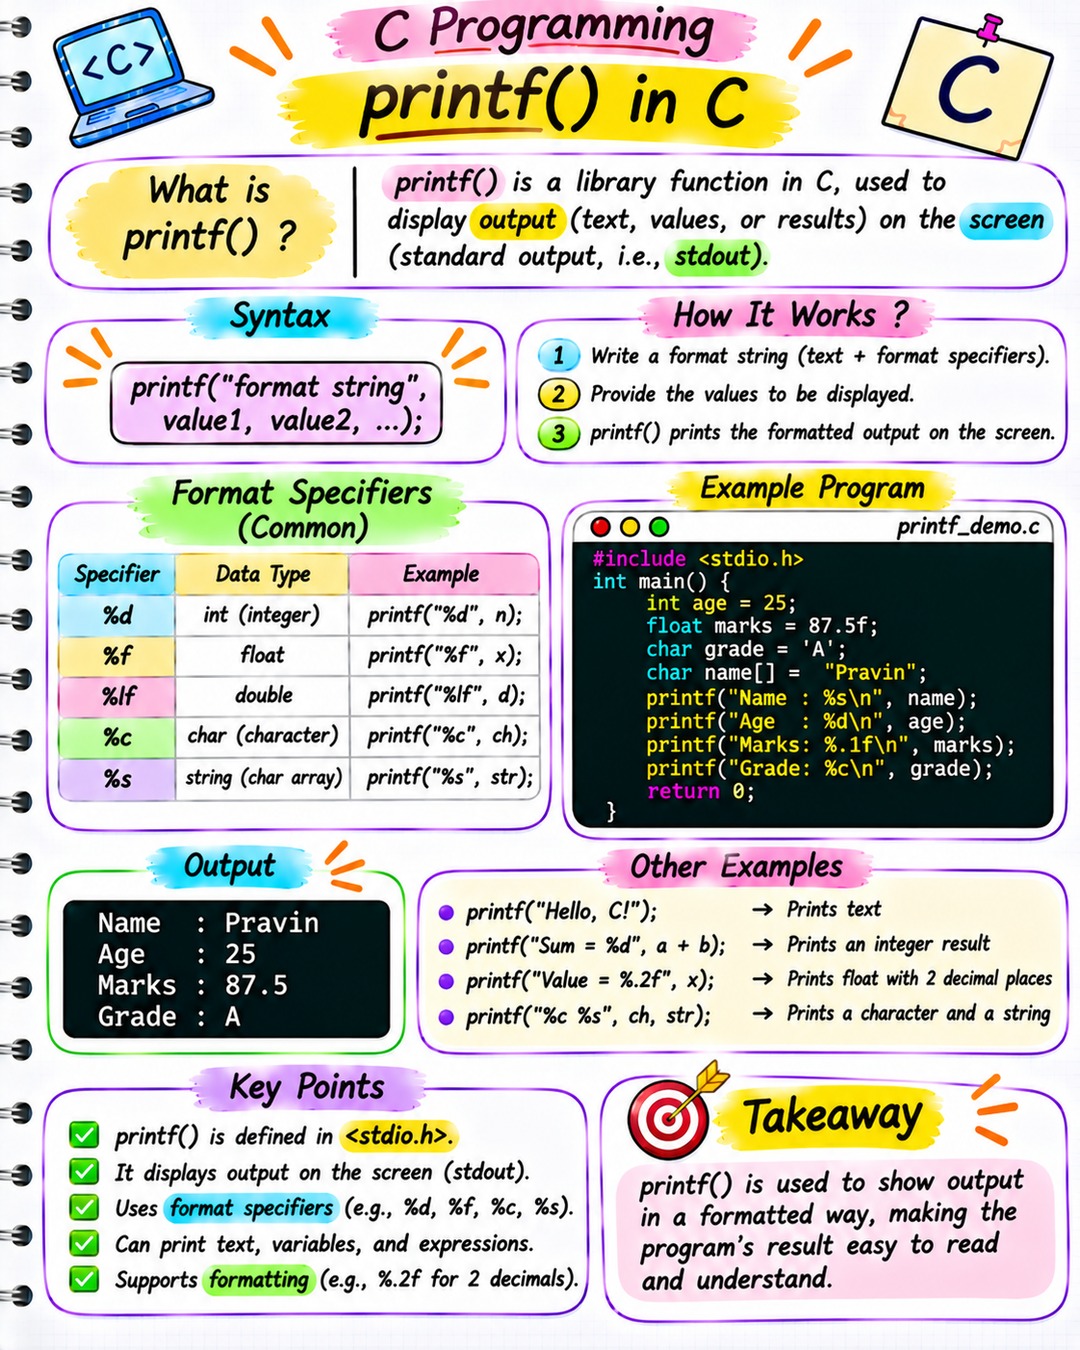 <C>
C Programming
printf() in C
C
What is
printf() ?
printf() is a library function in C, used to
display output (text, values, or results) on the screen
(standard output, i.e., stdout).
Syntax
printf("format string",
value1, value2, ...);
How It Works ?
1 Write a format string (text + format specifiers).
2 Provide the values to be displayed.
3 printf() prints the formatted output on the screen.
Format Specifiers
(Common)
Specifier Data Type Example
%d int (integer) printf("%d", n);
%f float printf("%f", x);
%lf double printf("%lf", d);
%c char (character) printf("%c", ch);
%s string (char array) printf("%s", str);
Example Program
printf_demo.c
#include <stdio.h>
int main() {
int age = 25;
float marks = 87.5f;
char grade = 'A';
char name[] = "Pravin";
printf("Name : %s\n", name);
printf("Age : %d\n", age);
printf("Marks: %.1f\n", marks);
printf("Grade: %c\n", grade);
return 0;
}
Output
Name : Pravin
Age : 25
Marks : 87.5
Grade : A
Other Examples
printf("Hello, C!"); → Prints text
printf("Sum = %d", a + b); → Prints an integer result
printf("Value = %.2f", x); → Prints float with 2 decimal places
printf("%c %s", ch, str); → Prints a character and a string
Key Points
printf() is defined in <stdio.h>.
It displays output on the screen (stdout).
Uses format specifiers (e.g., %d, %f, %c, %s).
Can print text, variables, and expressions.
Supports formatting (e.g., %.2f for 2 decimals).
Takeaway
printf() is used to show output
in a formatted way, making the
program's result easy to read
and understand.